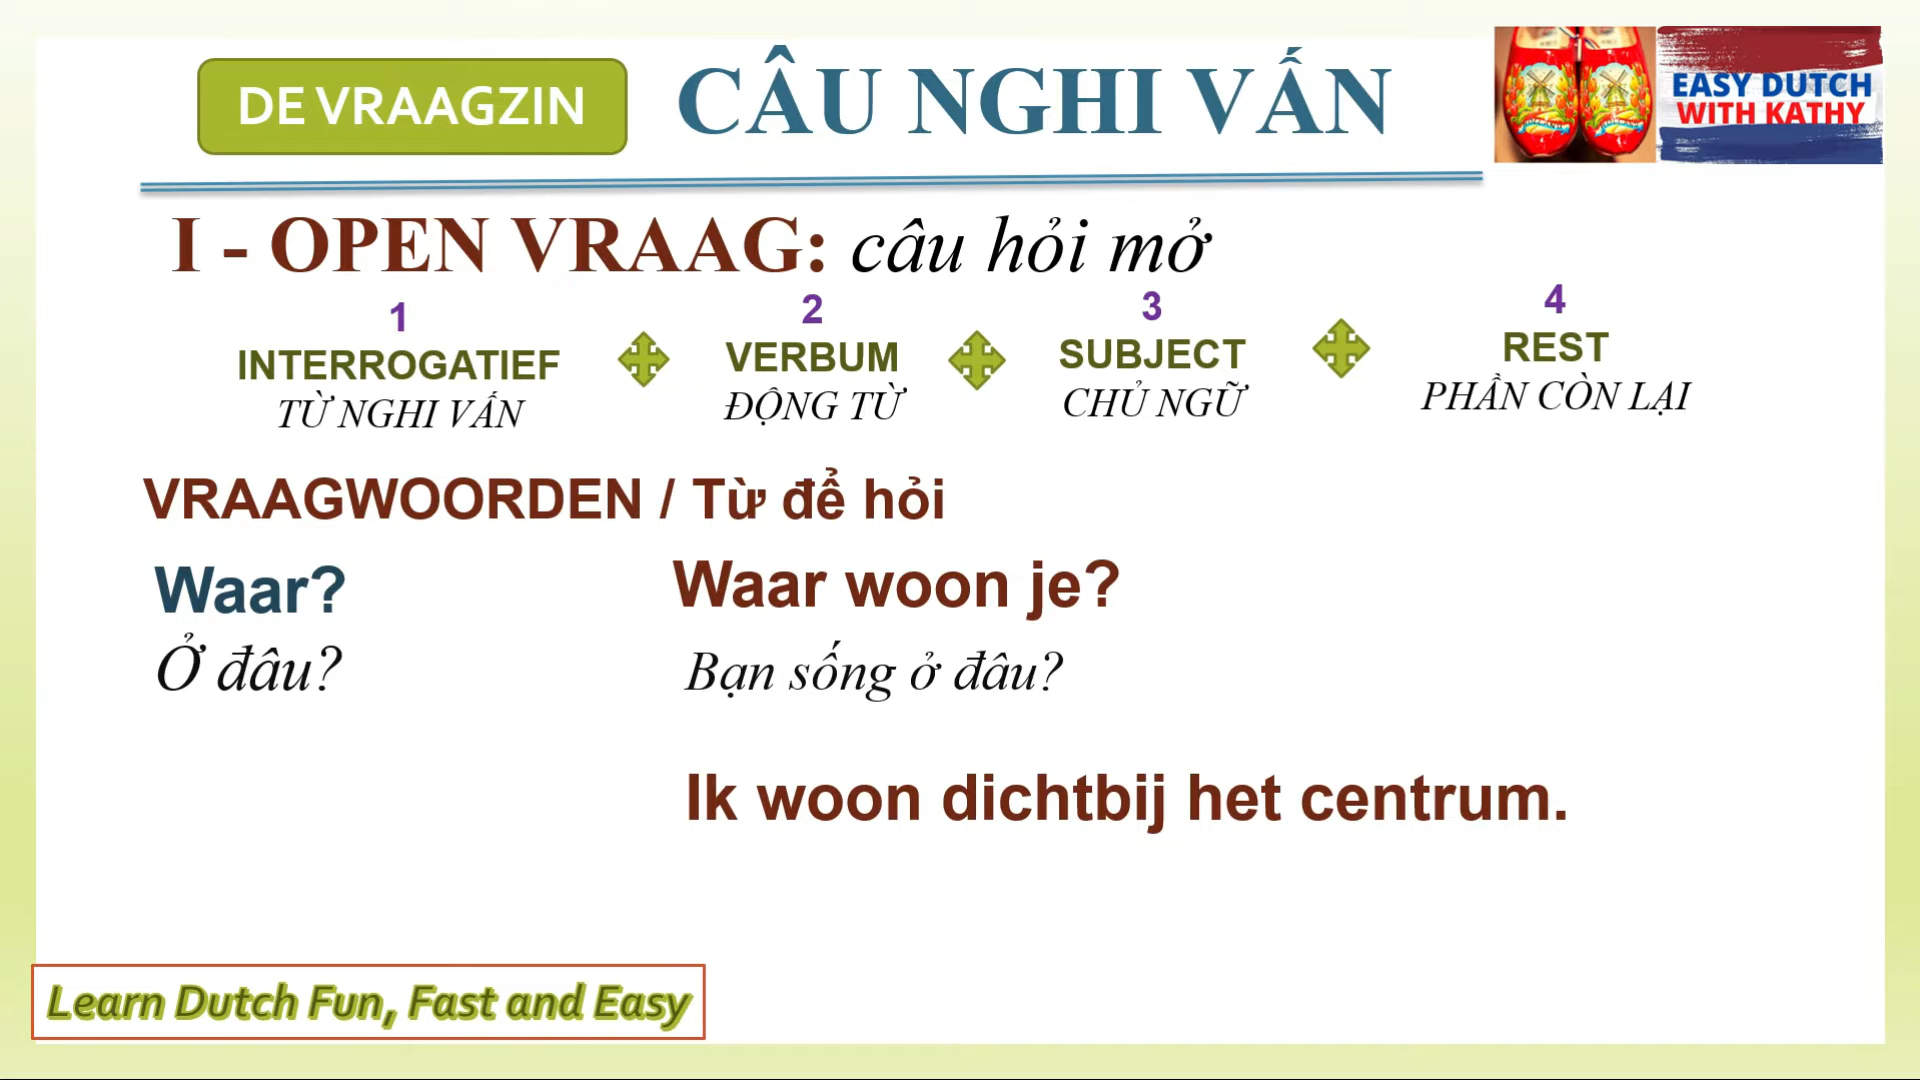 DE VRAAGZIN
CÂU NGHI VẤN
EASY DUTCH
WITH KATHY
I - OPEN VRAAG: câu hỏi mở
1
2
3
4
INTERROGATIEF
VERBUM
SUBJECT
REST
TỪ NGHI VẤN
ĐỘNG TỪ
CHỦ NGỮ
PHẦN CÒN LẠI
VRAAGWOORDEN / Từ để hỏi
Waar?
Waar woon je?
Ở đâu?
Bạn sống ở đâu?
Ik woon dichtbij het centrum.
Learn Dutch Fun, Fast and Easy